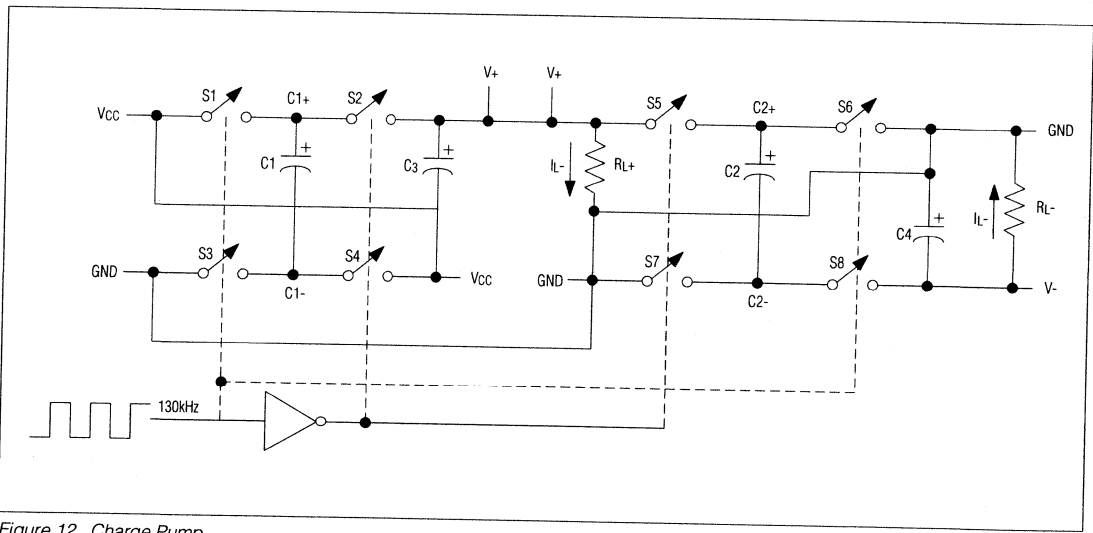 V+ V+
S1 C1+ S2 S5 C2+ S6
VCC GND
C1 + C3 + IL- RL+ C2 + C4 + IL- RL-
S3 S4 S7 S8
GND VCC GND V-
C1- C2-
130kHz
Figure 12. Charge Pump